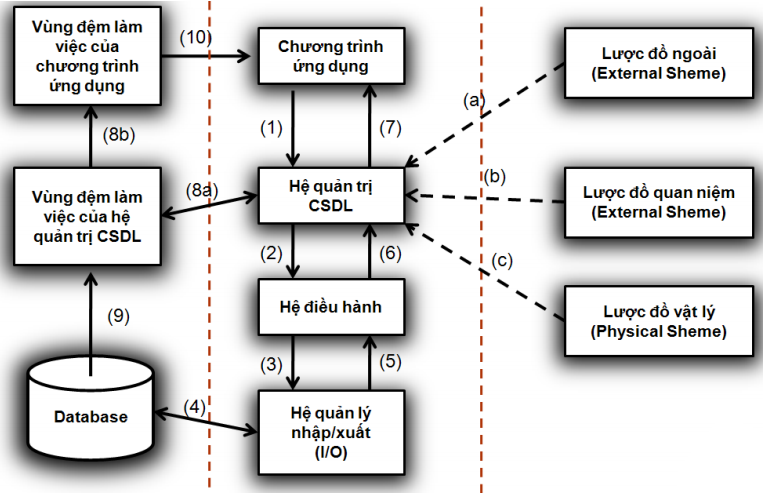 Vùng đệm làm
việc của
chương trình
ứng dụng
(10)
Chương trình
ứng dụng
Lược đồ ngoài
(External Sheme)
(a)
(8b)
(1)
(7)
Vùng đệm làm
việc của hệ
quản trị CSDL
(8a)
Hệ quản trị
CSDL
(b)
Lược đồ quan niệm
(External Sheme)
(2)
(6)
(c)
(9)
Hệ điều hành
Lược đồ vật lý
(Physical Sheme)
(3)
(5)
Database
(4)
Hệ quản lý
nhập/xuất
(I/O)